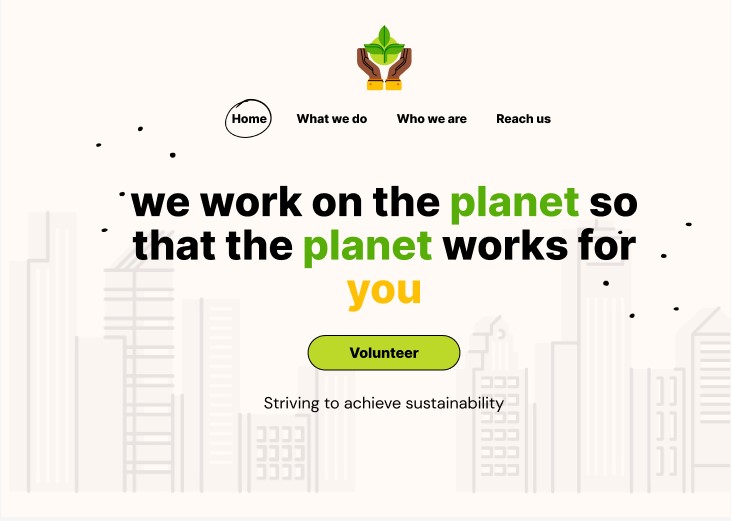 Home What we do Who we are Reach us
we work on the planet so
that the planet works for
you
Volunteer
Striving to achieve sustainability